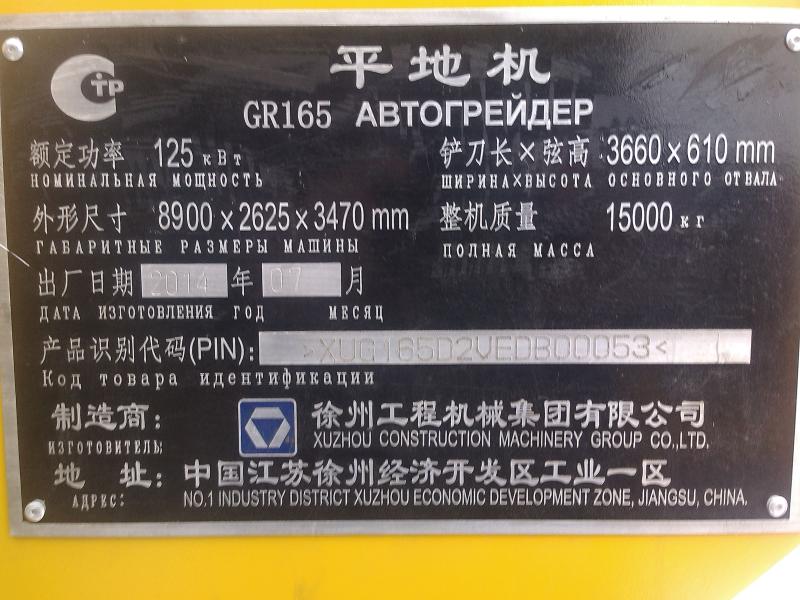 СТР
平地机
GR165 АВТОГРЕЙДЕР
额定功率 125 кВт 铲刀长×弦高 3660×610 mm
НОМИНАЛЬНАЯ МОЩНОСТЬ ШИРИНА×ВЫСОТА ОСНОВНОГО ОТВАЛА
外形尺寸 8900×2625×3470 mm 整机质量 15000 кг
ГАБАРИТНЫЕ РАЗМЕРЫ МАШИНЫ ПОЛНАЯ МАССА
出厂日期 2014 年 07 月
ДАТА ИЗГОТОВЛЕНИЯ ГОД МЕСЯЦ
产品识别代码(PIN): >XUG165D2VEDB00053<
Код товара идентификации
制造商: 徐州工程机械集团有限公司
ИЗГОТОВИТЕЛЬ: XUZHOU CONSTRUCTION MACHINERY GROUP CO.,LTD.
地 址: 中国江苏徐州经济开发区工业一区
АДРЕС: NO.1 INDUSTRY DISTRICT XUZHOU ECONOMIC DEVELOPMENT ZONE, JIANGSU, CHINA.